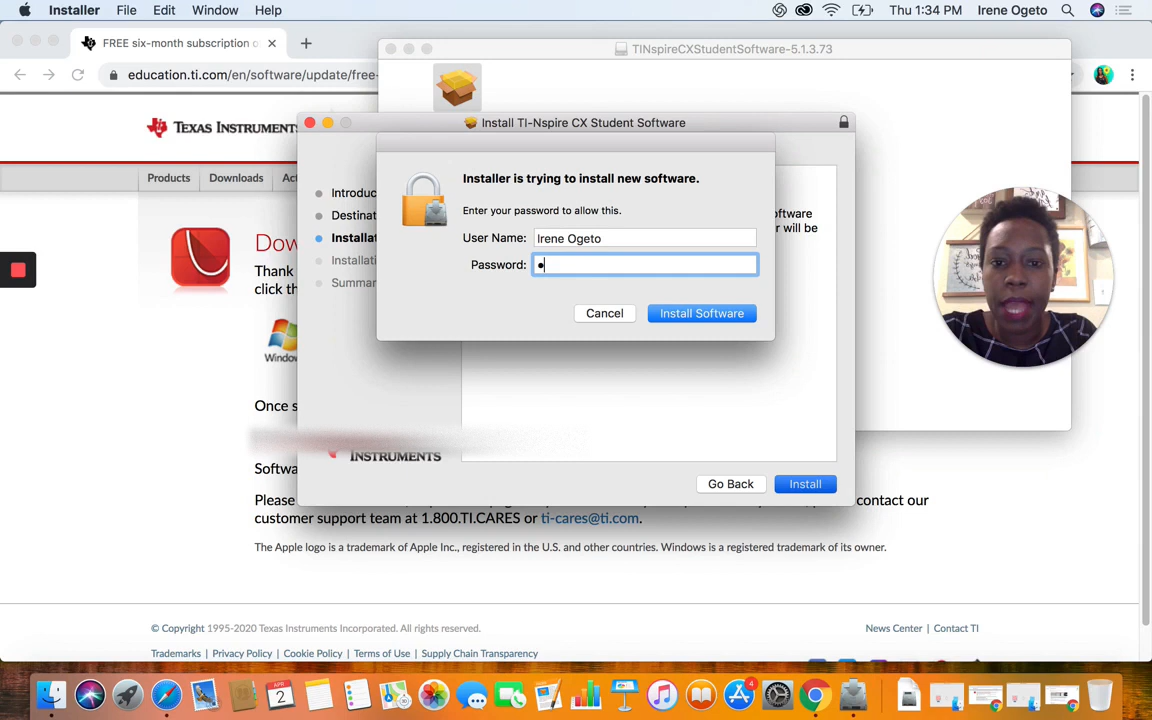 Installer File Edit Window Help Thu 1:34 PM Irene Ogeto
FREE six-month subscription o
TINspireCXStudentSoftware-5.1.3.73
education.ti.com/en/software/update/free-
Install TI-Nspire CX Student Software
TEXAS INSTRUMENTS
Products Downloads
Installer is trying to install new software.
Enter your password to allow this.
User Name: Irene Ogeto
Password: •
Cancel Install Software
Introduc
Destinat
Installat
Installati
Summar
oftware
r will be
Dow
Thank
click th
Window
Once s
INSTRUMENTS
Softwa
Go Back Install
Please
contact our
customer support team at 1.800.TI.CARES or ti-cares@ti.com.
The Apple logo is a trademark of Apple Inc., registered in the U.S. and other countries. Windows is a registered trademark of its owner.
© Copyright 1995-2020 Texas Instruments Incorporated. All rights reserved.
News Center | Contact TI
Trademarks | Privacy Policy | Cookie Policy | Terms of Use | Supply Chain Transparency
APR
2
4